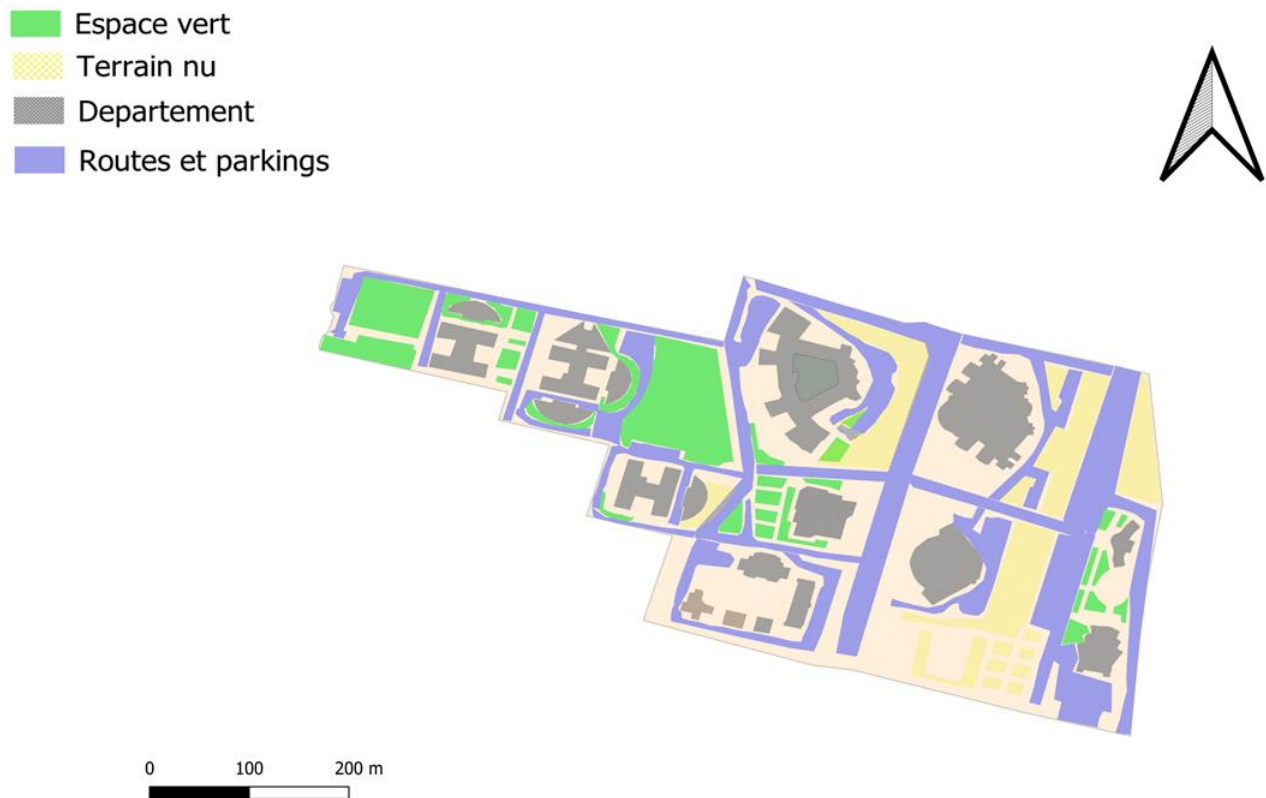 Espace vert
Terrain nu
Departement
Routes et parkings
0 100 200 m